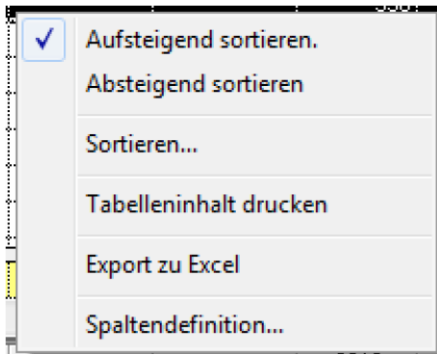 Aufsteigend sortieren.
Absteigend sortieren
Sortieren...
Tabelleninhalt drucken
Export zu Excel
Spaltendefinition...